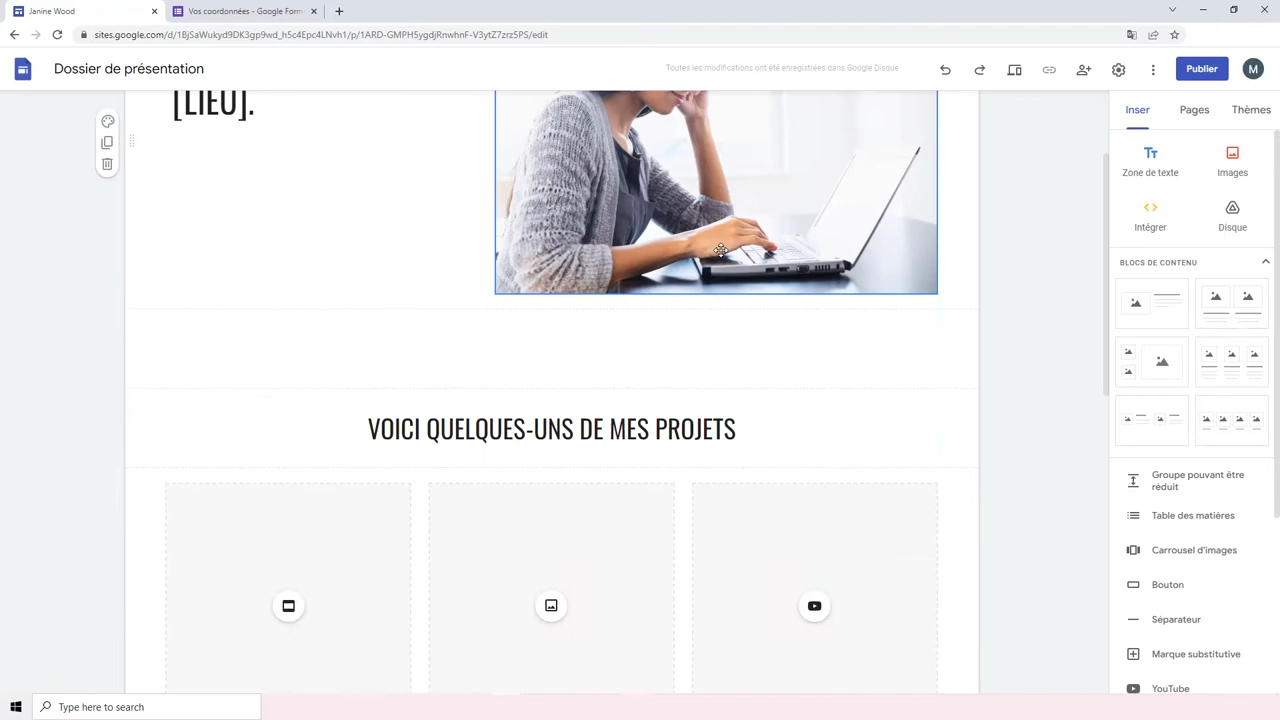 Janine Wood
Vos coordonnées - Google Form
sites.google.com/d/1BjSaWukyd9DK3gp9wd_h5c4Epc4LNvh1/p/1ARD-GMPH5ygdjRnwhnF-V3ytZ7zrz5PS/edit
Dossier de présentation
Toutes les modifications ont été enregistrées dans Google Disque
Publier
M
Inser
Pages
Thèmes
[LIEU].
Zone de texte
Images
Intégrer
Disque
BLOCS DE CONTENU
VOICI QUELQUES-UNS DE MES PROJETS
Groupe pouvant être
réduit
Table des matières
Carrousel d'images
Bouton
Séparateur
Marque substitutive
YouTube
Type here to search